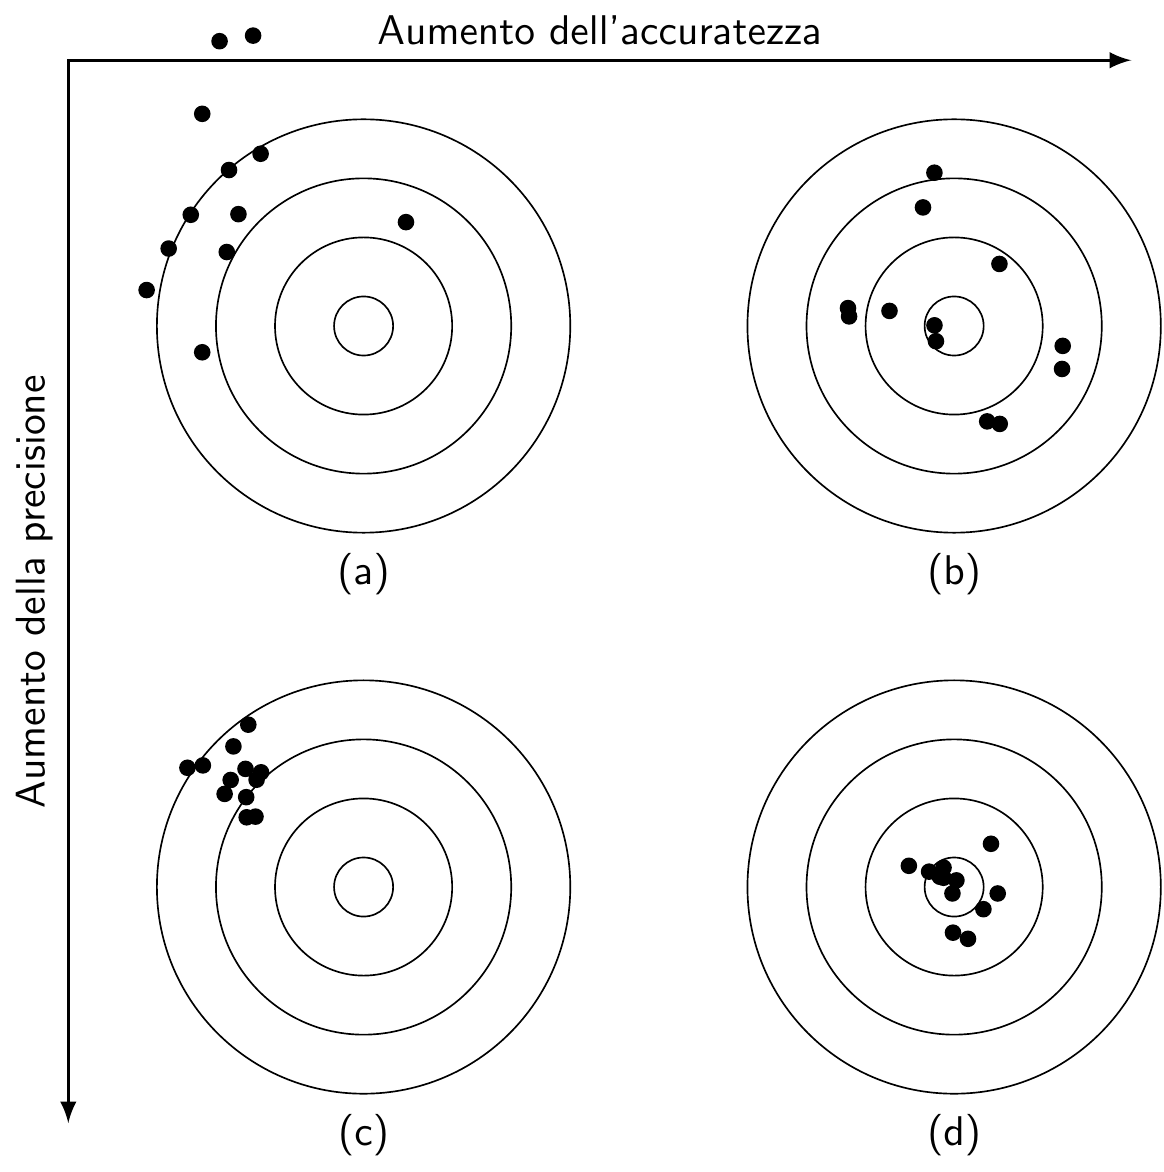 Aumento dell'accuratezza
Aumento della precisione
(a)
(b)
(c)
(d)